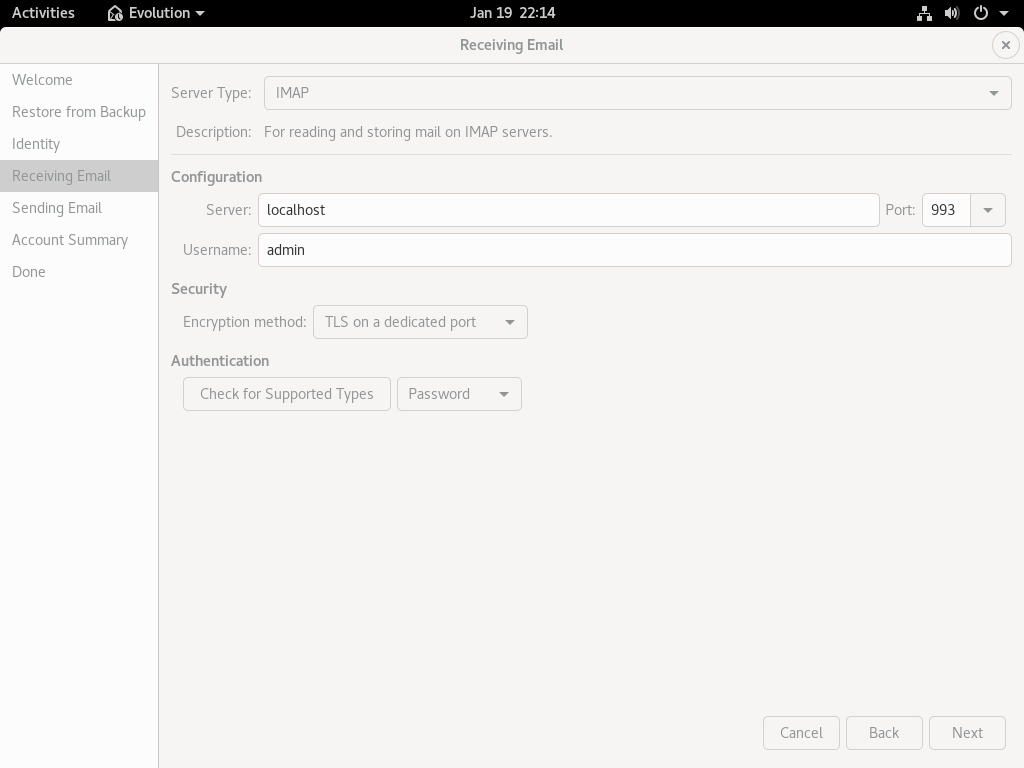 Activities
Evolution
Jan 19 22:14
Receiving Email
Welcome
Restore from Backup
Identity
Receiving Email
Sending Email
Account Summary
Done
Server Type: IMAP
Description: For reading and storing mail on IMAP servers.
Configuration
Server: localhost Port: 993
Username: admin
Security
Encryption method: TLS on a dedicated port
Authentication
Check for Supported Types Password
Cancel Back Next